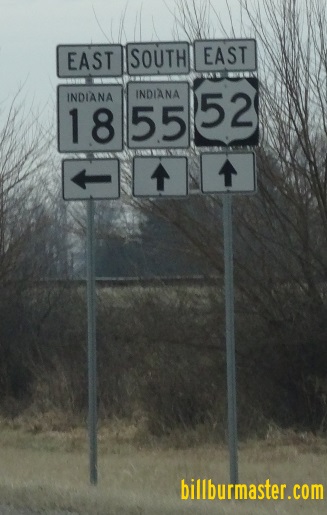 EAST SOUTH EAST
INDIANA INDIANA
18 55 52
billburmaster.com